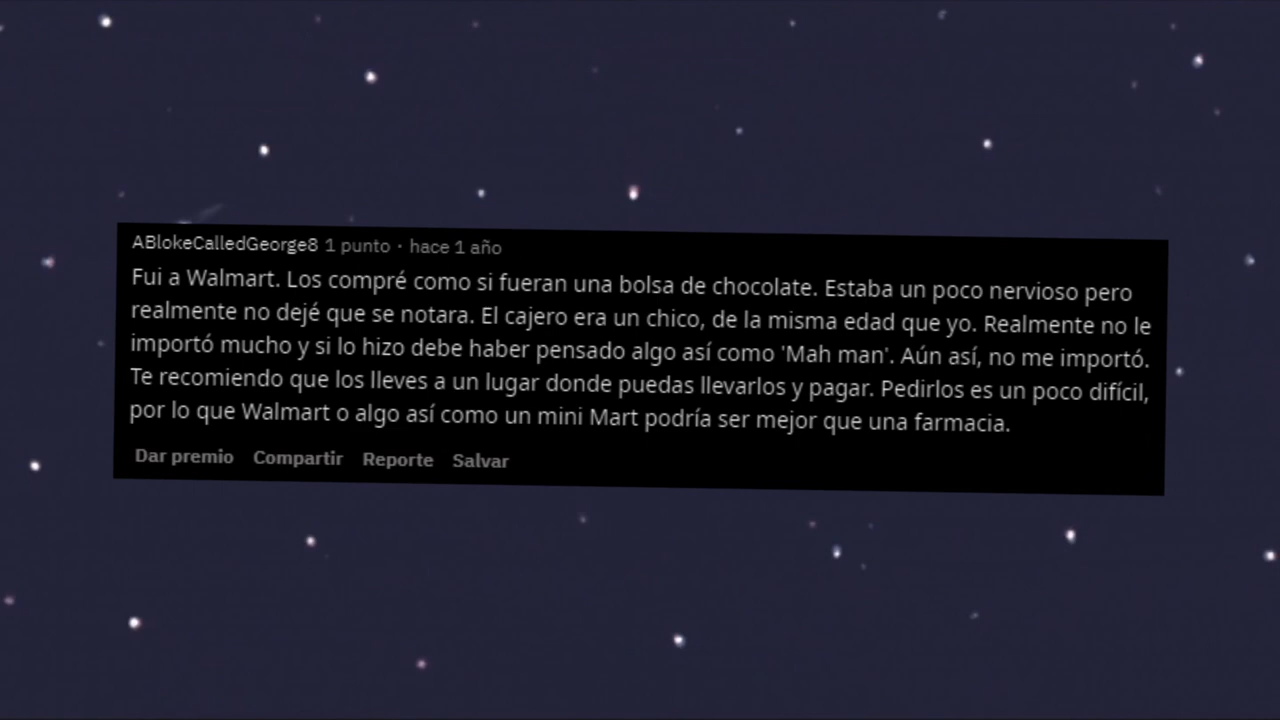 ABlokeCalledGeorge8 1 punto · hace 1 año
Fui a Walmart. Los compré como si fueran una bolsa de chocolate. Estaba un poco nervioso pero
realmente no dejé que se notara. El cajero era un chico, de la misma edad que yo. Realmente no le
importó mucho y si lo hizo debe haber pensado algo así como 'Mah man'. Aún así, no me importó.
Te recomiendo que los lleves a un lugar donde puedas llevarlos y pagar. Pedirlos es un poco difícil,
por lo que Walmart o algo así como un mini Mart podría ser mejor que una farmacia.
Dar premio Compartir Reporte Salvar